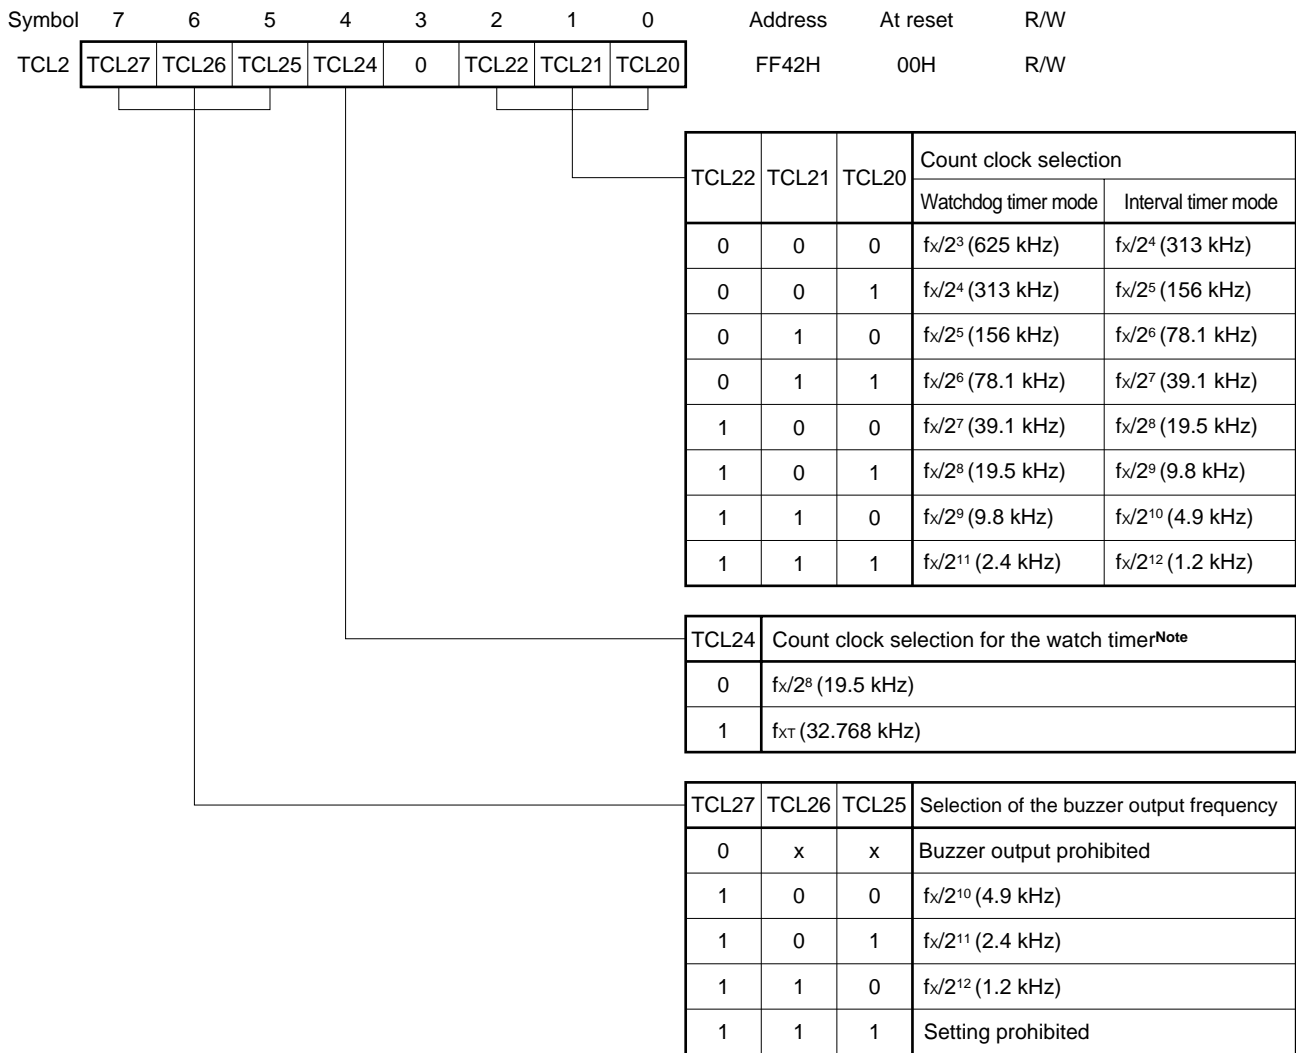 Symbol 7 6 5 4 3 2 1 0 Address At reset R/W
TCL2 TCL27 TCL26 TCL25 TCL24 0 TCL22 TCL21 TCL20 FF42H 00H R/W
TCL22 TCL21 TCL20 Count clock selection
Watchdog timer mode Interval timer mode
0 0 0 fX/2³ (625 kHz) fX/2⁴ (313 kHz)
0 0 1 fX/2⁴ (313 kHz) fX/2⁵ (156 kHz)
0 1 0 fX/2⁵ (156 kHz) fX/2⁶ (78.1 kHz)
0 1 1 fX/2⁶ (78.1 kHz) fX/2⁷ (39.1 kHz)
1 0 0 fX/2⁷ (39.1 kHz) fX/2⁸ (19.5 kHz)
1 0 1 fX/2⁸ (19.5 kHz) fX/2⁹ (9.8 kHz)
1 1 0 fX/2⁹ (9.8 kHz) fX/2¹⁰ (4.9 kHz)
1 1 1 fX/2¹¹ (2.4 kHz) fX/2¹² (1.2 kHz)
TCL24 Count clock selection for the watch timer Note
0 fX/2⁸ (19.5 kHz)
1 fXT (32.768 kHz)
TCL27 TCL26 TCL25 Selection of the buzzer output frequency
0 x x Buzzer output prohibited
1 0 0 fX/2¹⁰ (4.9 kHz)
1 0 1 fX/2¹¹ (2.4 kHz)
1 1 0 fX/2¹² (1.2 kHz)
1 1 1 Setting prohibited